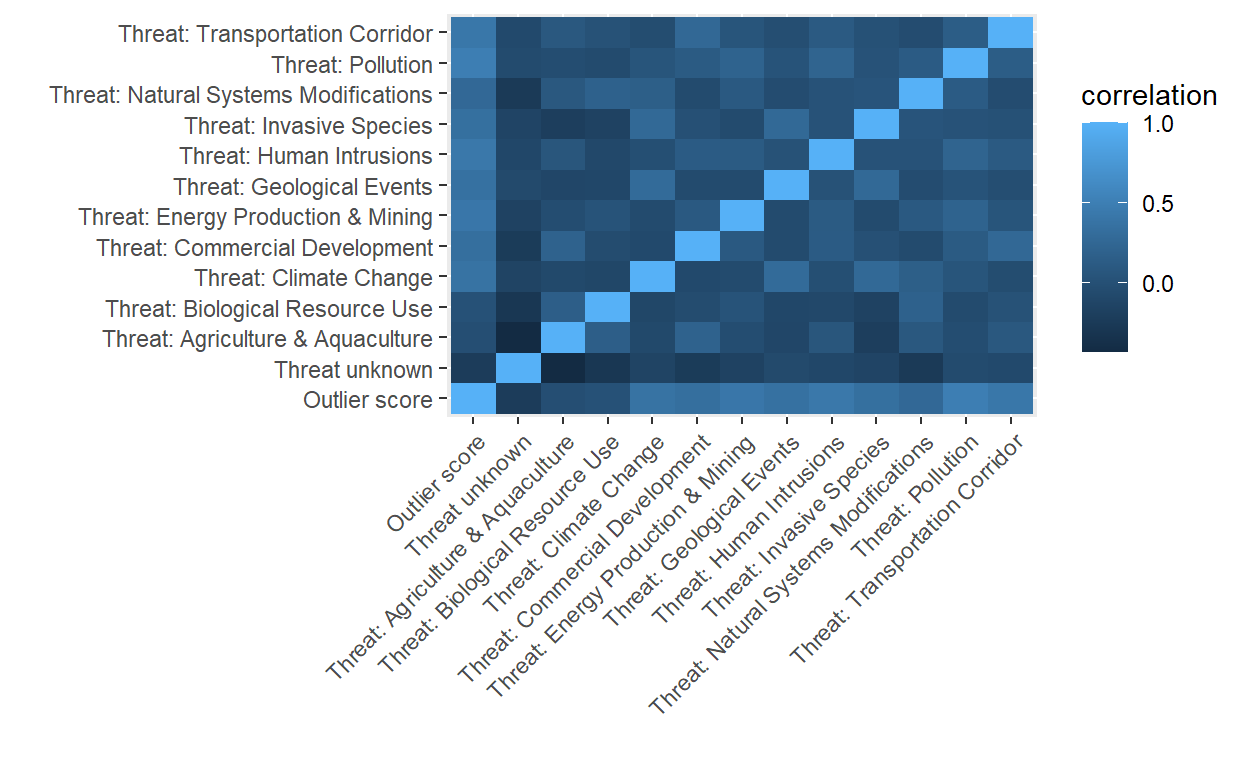 Threat: Transportation Corridor
Threat: Pollution
Threat: Natural Systems Modifications
Threat: Invasive Species
Threat: Human Intrusions
Threat: Geological Events
Threat: Energy Production & Mining
Threat: Commercial Development
Threat: Climate Change
Threat: Biological Resource Use
Threat: Agriculture & Aquaculture
Threat unknown
Outlier score
Outlier score
Threat unknown
Threat: Agriculture & Aquaculture
Threat: Biological Resource Use
Threat: Climate Change
Threat: Commercial Development
Threat: Energy Production & Mining
Threat: Geological Events
Threat: Human Intrusions
Threat: Invasive Species
Threat: Natural Systems Modifications
Threat: Pollution
Threat: Transportation Corridor
correlation
1.0
0.5
0.0